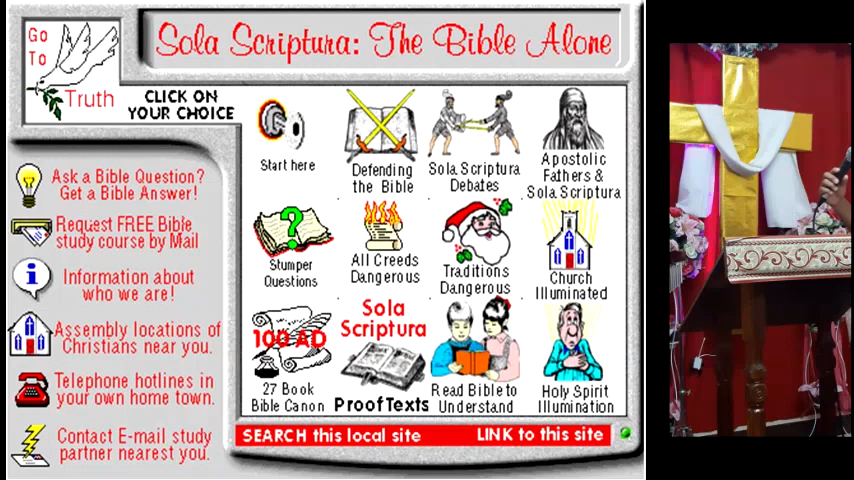 Go
To
Truth
Sola Scriptura: The Bible Alone
CLICK ON
YOUR CHOICE
Ask a Bible Question?
Get a Bible Answer!
Request FREE Bible
study course by Mail
Information about
who we are!
Assembly locations of
Christians near you.
Telephone hotlines in
your own home town.
Contact E-mail study
partner nearest you.
Start here
Defending
the Bible
Sola Scriptura
Debates
Apostolic
Fathers &
Sola Scriptura
?
Stumper
Questions
All Creeds
Dangerous
Traditions
Dangerous
Church
Illuminated
100 AD
27 Book
Bible Canon
Sola
Scriptura
Proof Texts
Read Bible to
Understand
Holy Spirit
Illumination
SEARCH this local site
LINK to this site